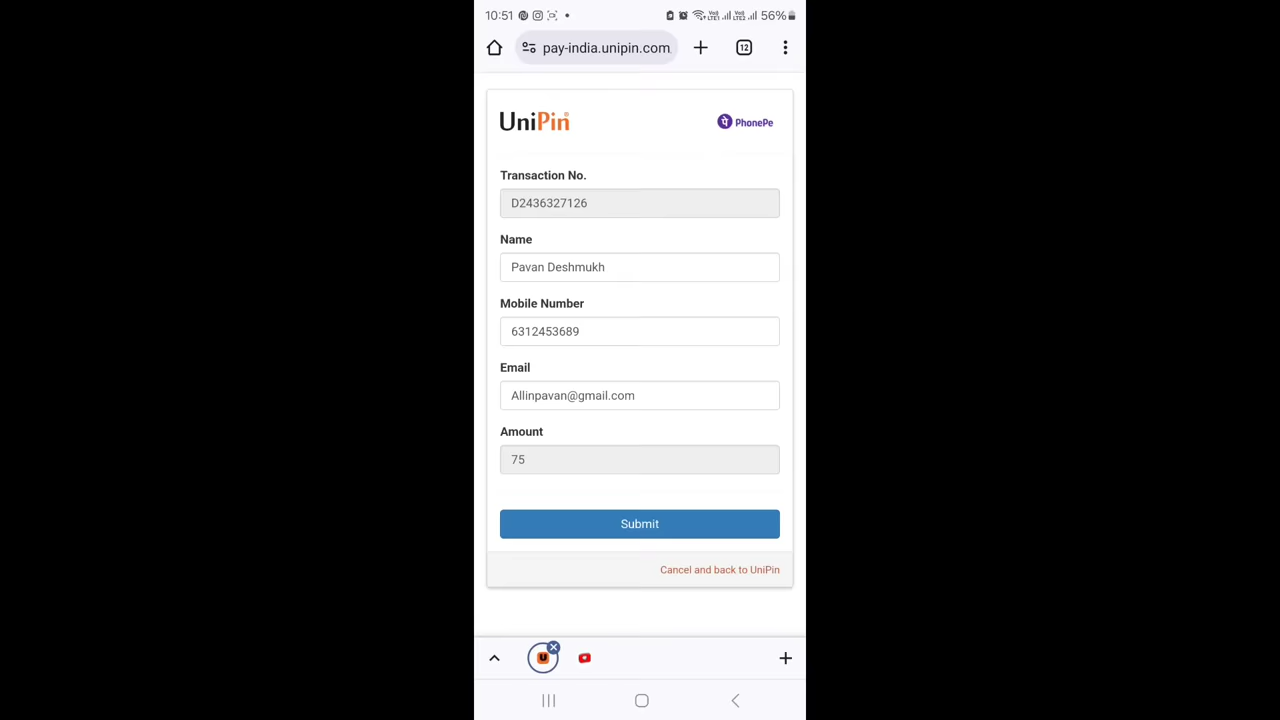 10:51 56%
pay-india.unipin.com
12
UniPin PhonePe
Transaction No.
D2436327126
Name
Pavan Deshmukh
Mobile Number
6312453689
Email
Allinpavan@gmail.com
Amount
75
Submit
Cancel and back to UniPin